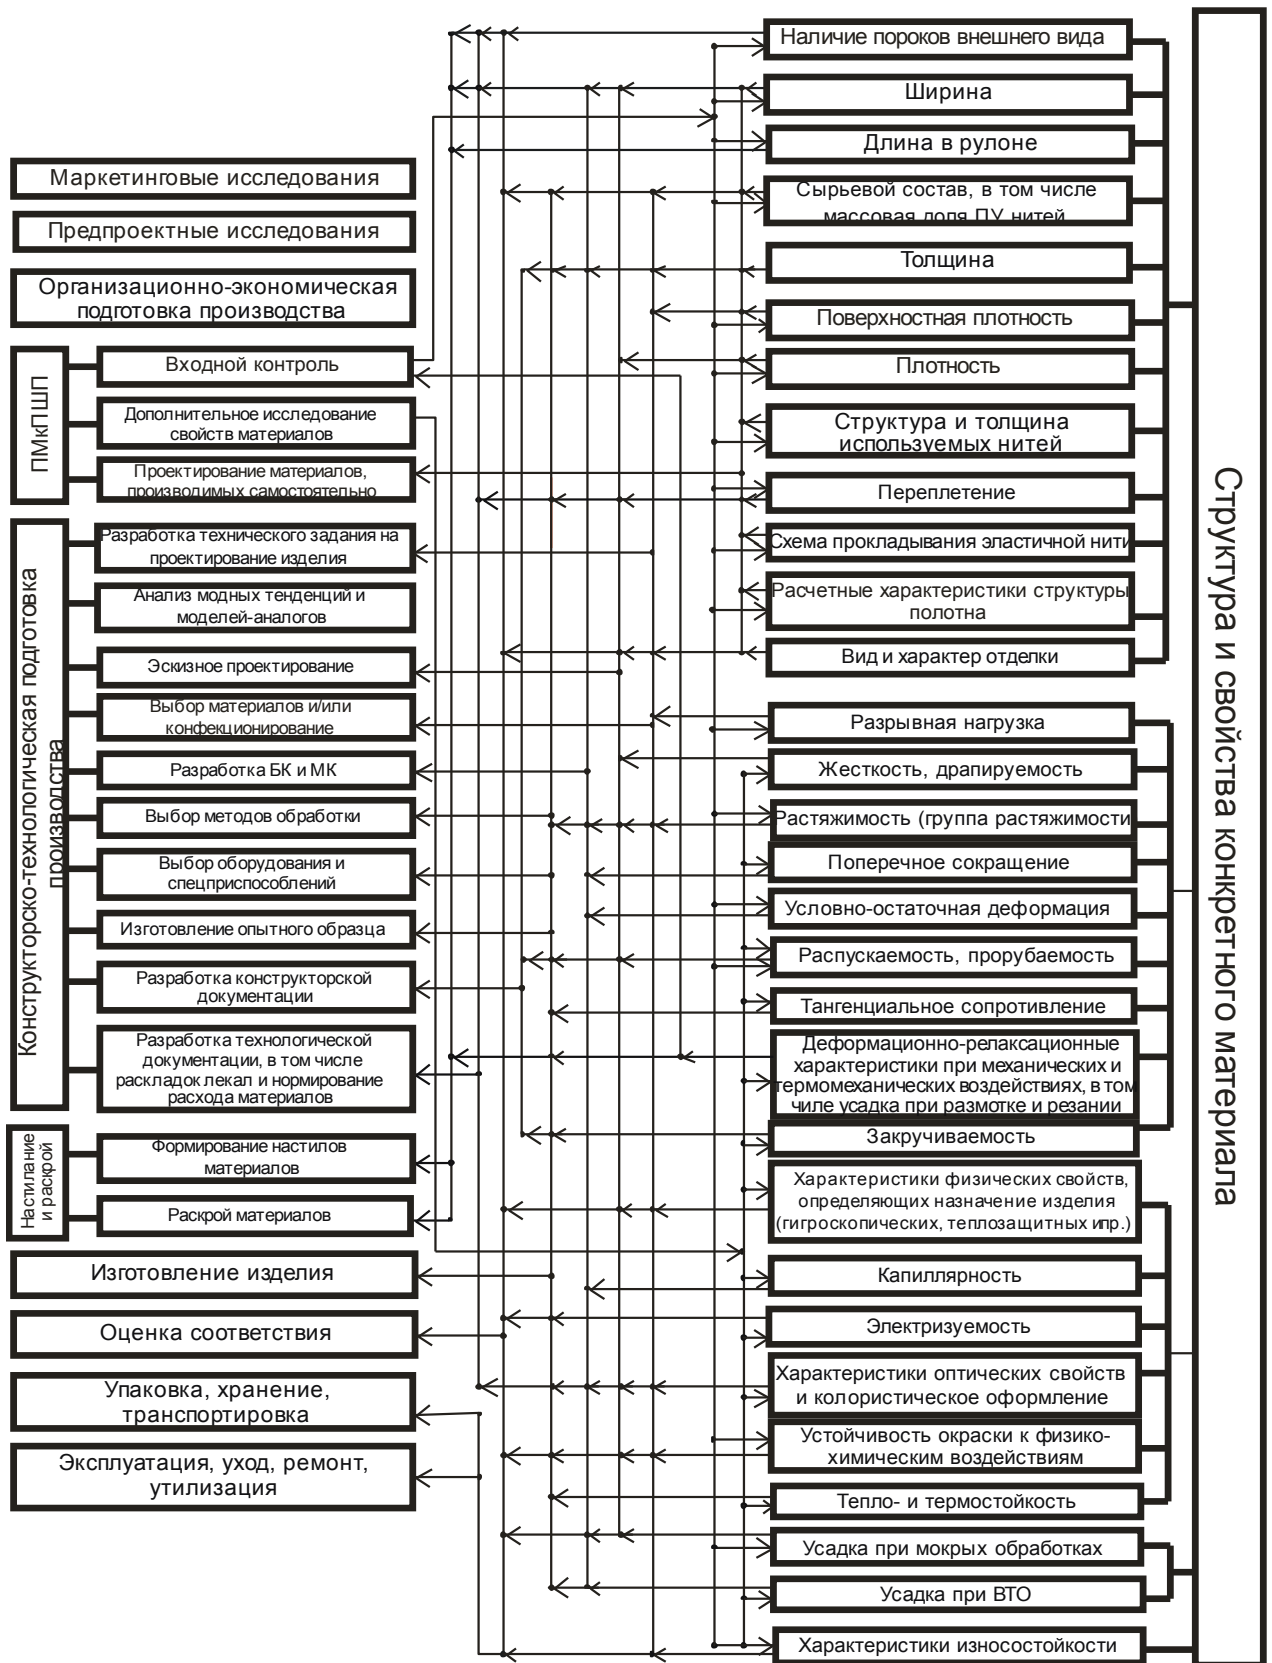 Маркетинговые исследования
Предпроектные исследования
Организационно-экономическая
подготовка производства
ПМкПШП
Входной контроль
Дополнительное исследование
свойств материалов
Проектирование материалов,
производимых самостоятельно
Конструкторско-технологическая подготовка
производства
Разработка технического задания на
проектирование изделия
Анализ модных тенденций и
моделей-аналогов
Эскизное проектирование
Выбор материалов и/или
конфекционирование
Разработка БК и МК
Выбор методов обработки
Выбор оборудования и
спецприспособлений
Изготовление опытного образца
Разработка конструкторской
документации
Разработка технологической
документации, в том числе
раскладок лекал и нормирование
расхода материалов
Настилание
и раскрой
Формирование настилов
материалов
Раскрой материалов
Изготовление изделия
Оценка соответствия
Упаковка, хранение,
транспортировка
Эксплуатация, уход, ремонт,
утилизация
Наличие пороков внешнего вида
Ширина
Длина в рулоне
Сырьевой состав, в том числе
массовая доля ПУ нитей
Толщина
Поверхностная плотность
Плотность
Структура и толщина
используемых нитей
Переплетение
Схема прокладывания эластичной нити
Расчетные характеристики структуры
полотна
Вид и характер отделки
Разрывная нагрузка
Жесткость, драпируемость
Растяжимость (группа растяжимости
Поперечное сокращение
Условно-остаточная деформация
Распускаемость, прорубаемость
Тангенциальное сопротивление
Деформационно-релаксационные
характеристики при механических и
термомеханических воздействиях, в том
чиле усадка при размотке и резании
Закручиваемость
Характеристики физических свойств,
определяющих назначение изделия
(гигроскопических, теплозащитных ипр.)
Капиллярность
Электризуемость
Характеристики оптических свойств
и колористическое оформление
Устойчивость окраски к физико-
химическим воздействиям
Тепло- и термостойкость
Усадка при мокрых обработках
Усадка при ВТО
Характеристики износостойкости
Структура и свойства конкретного материала